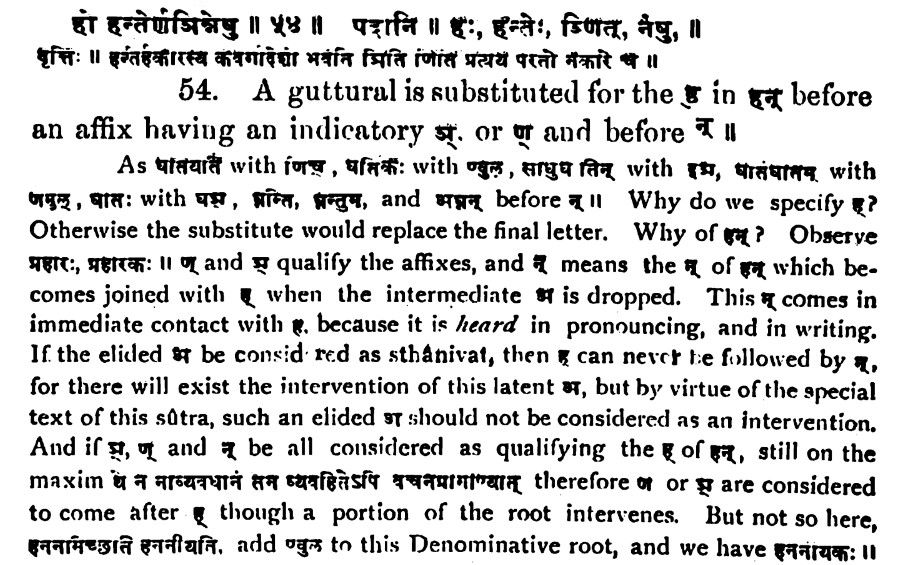 हो हन्तेर्ञ्णिन्नेषु ॥ ५४ ॥ पदानि ॥ हः, हन्तेः, ञ्णित्, नेषु, ॥
वृत्तिः ॥ हन्तेर्हकारस्य कवर्गादेशो भवति ञिति णिति प्रत्यये परतो नकारे च ॥
54. A guttural is substituted for the ह in हन् before
an affix having an indicatory ञ्. or ण् and before न् ॥
As घातयति with णिच्, घातकः with ण्वुल्, साधुघातिन् with इञ, घातंघातम् with
णमुल्, घातः with घञ्, घ्नन्ति, घ्नन्तु, and अघ्नन् before न् ॥ Why do we specify ह्?
Otherwise the substitute would replace the final letter. Why of हन्? Observe
प्रहारः, प्रहारकः ॥ ण् and ञ् qualify the affixes, and न् means the न् of हन् which be-
comes joined with ह् when the intermediate अ is dropped. This न् comes in
immediate contact with ह्, because it is heard in pronouncing, and in writing.
If the elided अ be considered as sthânivat, then ह् can never be followed by न्,
for there will exist the intervention of this latent अ, but by virtue of the special
text of this sûtra, such an elided अ should not be considered as an intervention.
And if ञ्, ण् and न् be all considered as qualifying the ह् of हन्, still on the
maxim येन नाव्यवधानं तेन व्यवहितेऽपि वचनप्रामाण्यात् therefore ण or ञ् are considered
to come after ह् though a portion of the root intervenes. But not so here,
हननमिच्छति हननीयति, add ण्वुल to this Denominative root, and we have हननीयकः ॥